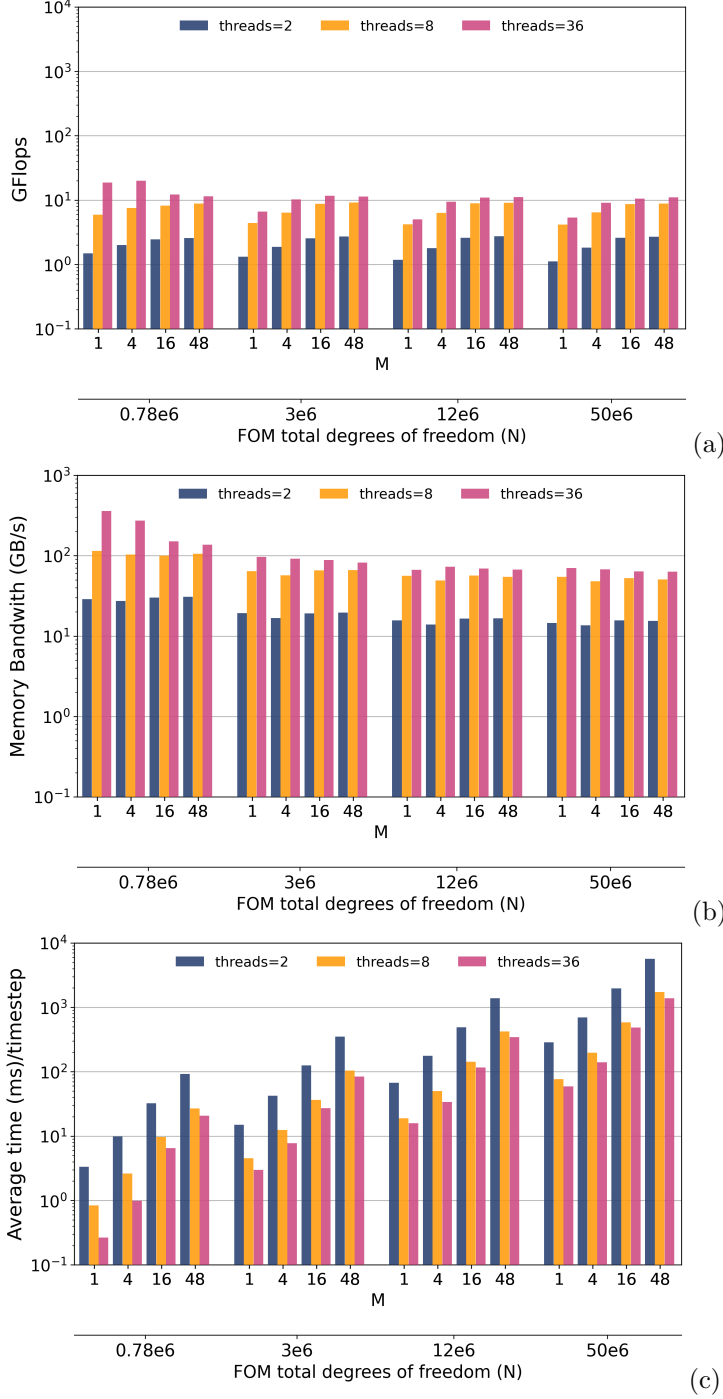 10^4
threads=2 threads=8 threads=36
10^3
10^2
GFlops
10^1
10^0
10^-1
1 4 16 48 1 4 16 48 1 4 16 48 1 4 16 48
M
0.78e6 3e6 12e6 50e6
FOM total degrees of freedom (N)
(a)
10^3
threads=2 threads=8 threads=36
10^2
Memory Bandwith (GB/s)
10^1
10^0
10^-1
1 4 16 48 1 4 16 48 1 4 16 48 1 4 16 48
M
0.78e6 3e6 12e6 50e6
FOM total degrees of freedom (N)
(b)
10^4
threads=2 threads=8 threads=36
10^3
10^2
Average time (ms)/timestep
10^1
10^0
10^-1
1 4 16 48 1 4 16 48 1 4 16 48 1 4 16 48
M
0.78e6 3e6 12e6 50e6
FOM total degrees of freedom (N)
(c)